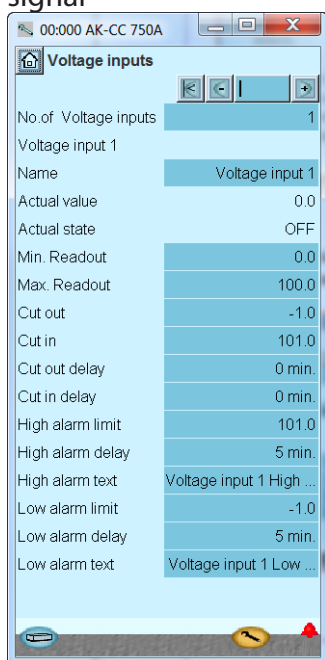 signal
00:000 AK-CC 750A
Voltage inputs
No.of Voltage inputs 1
Voltage input 1
Name Voltage input 1
Actual value 0.0
Actual state OFF
Min. Readout 0.0
Max. Readout 100.0
Cut out -1.0
Cut in 101.0
Cut out delay 0 min.
Cut in delay 0 min.
High alarm limit 101.0
High alarm delay 5 min.
High alarm text Voltage input 1 High ...
Low alarm limit -1.0
Low alarm delay 5 min.
Low alarm text Voltage input 1 Low ...